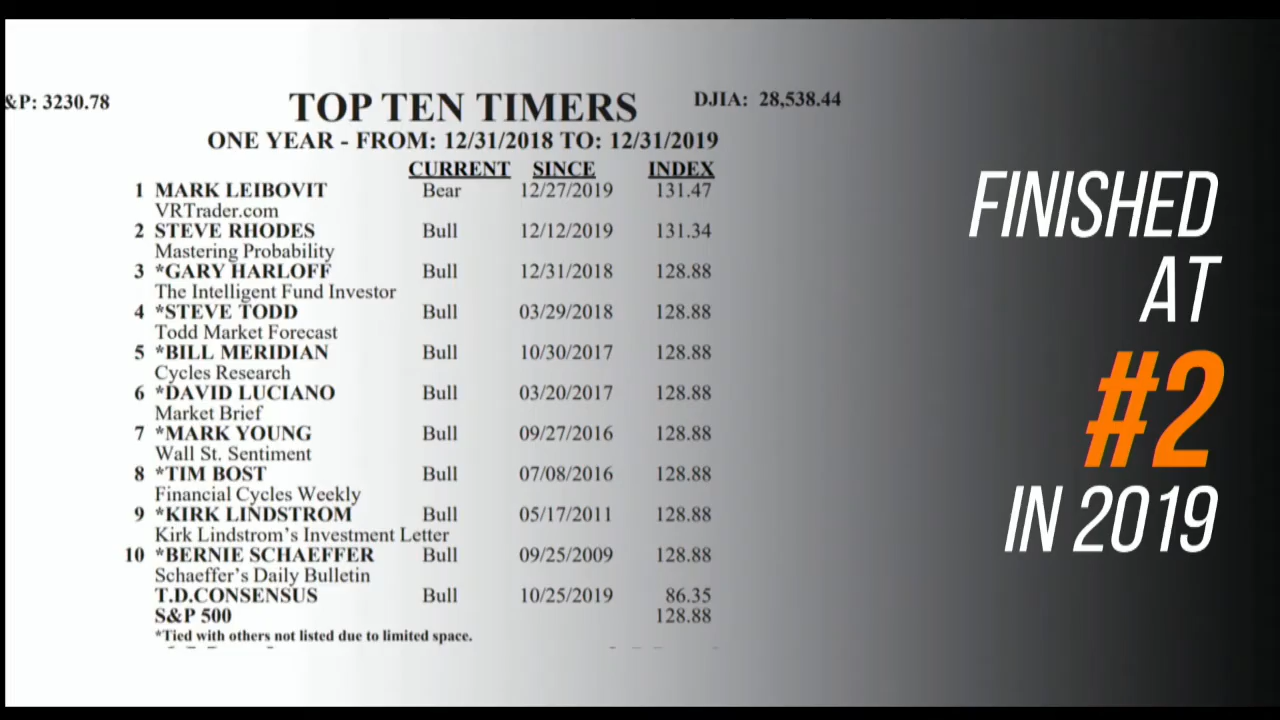 &P: 3230.78
TOP TEN TIMERS
DJIA: 28,538.44
ONE YEAR - FROM: 12/31/2018 TO: 12/31/2019
CURRENT SINCE INDEX
1 MARK LEIBOVIT Bear 12/27/2019 131.47
VRTrader.com
2 STEVE RHODES Bull 12/12/2019 131.34
Mastering Probability
3 *GARY HARLOFF Bull 12/31/2018 128.88
The Intelligent Fund Investor
4 *STEVE TODD Bull 03/29/2018 128.88
Todd Market Forecast
5 *BILL MERIDIAN Bull 10/30/2017 128.88
Cycles Research
6 *DAVID LUCIANO Bull 03/20/2017 128.88
Market Brief
7 *MARK YOUNG Bull 09/27/2016 128.88
Wall St. Sentiment
8 *TIM BOST Bull 07/08/2016 128.88
Financial Cycles Weekly
9 *KIRK LINDSTROM Bull 05/17/2011 128.88
Kirk Lindstrom's Investment Letter
10 *BERNIE SCHAEFFER Bull 09/25/2009 128.88
Schaeffer's Daily Bulletin
T.D.CONSENSUS Bull 10/25/2019 86.35
S&P 500 128.88
*Tied with others not listed due to limited space.
FINISHED
AT
#2
IN 2019